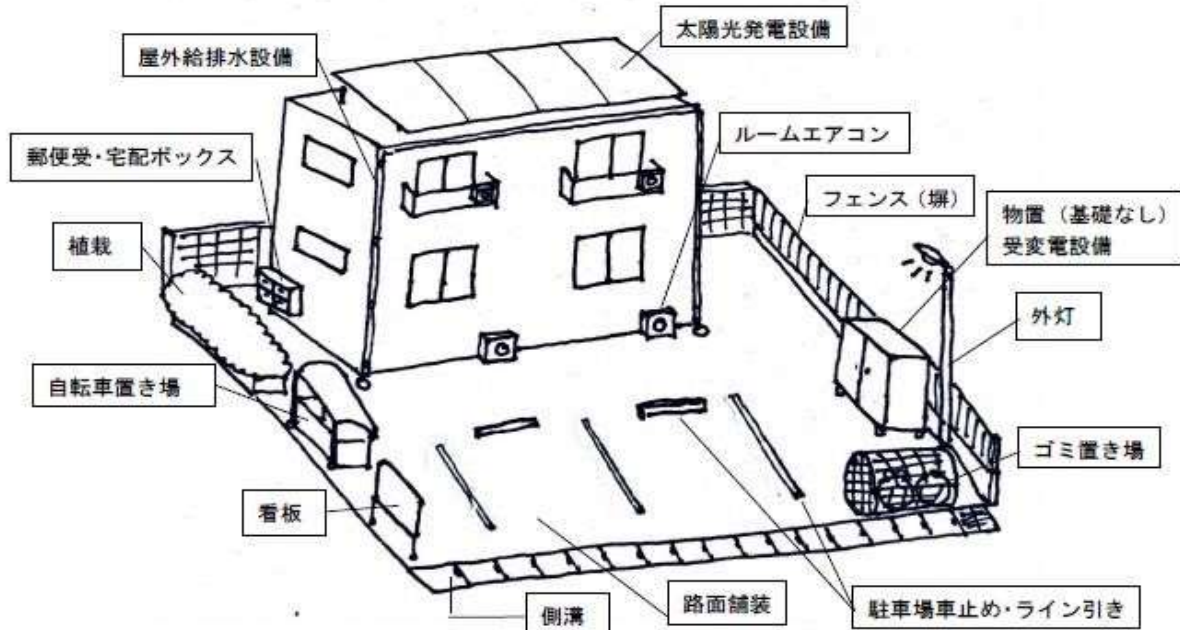 太陽光発電設備
屋外給排水設備
ルームエアコン
郵便受・宅配ボックス
フェンス(塀)
物置(基礎なし)
受変電設備
植栽
外灯
自転車置き場
ゴミ置き場
看板
側溝
路面舗装
駐車場車止め・ライン引き